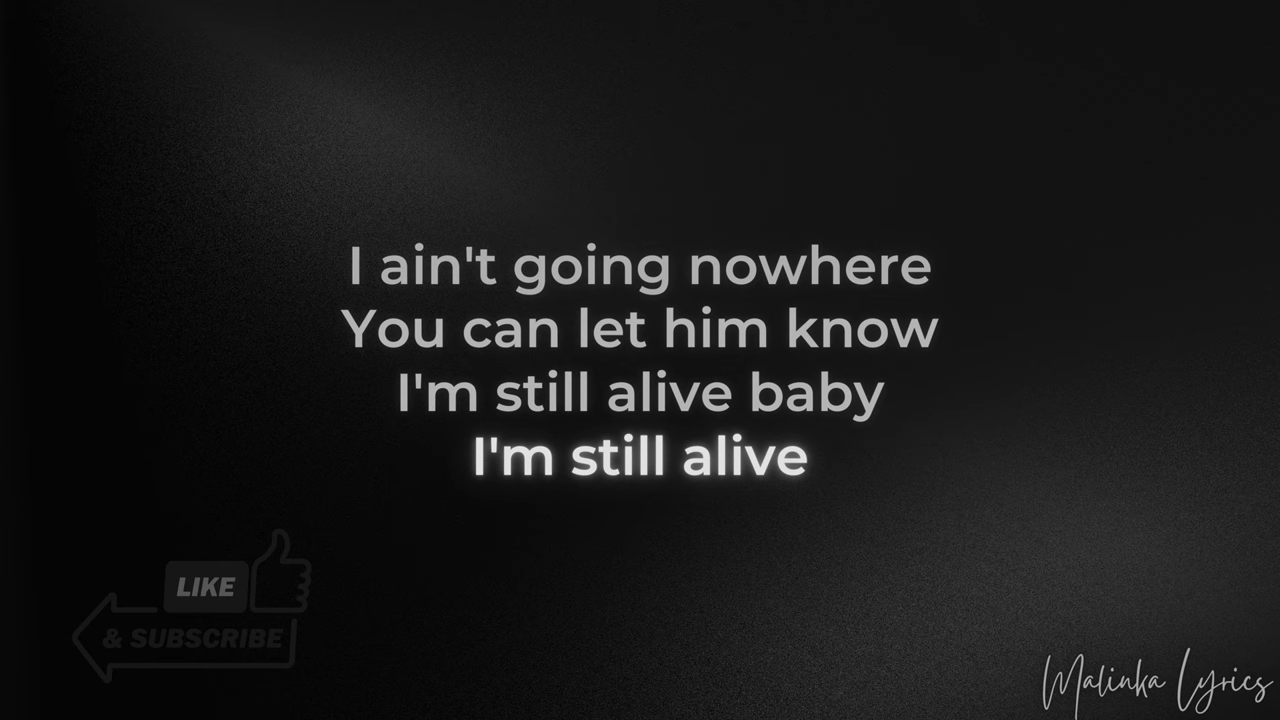 I ain't going nowhere
You can let him know
I'm still alive baby
I'm still alive
LIKE
& SUBSCRIBE
Malinka Lyrics